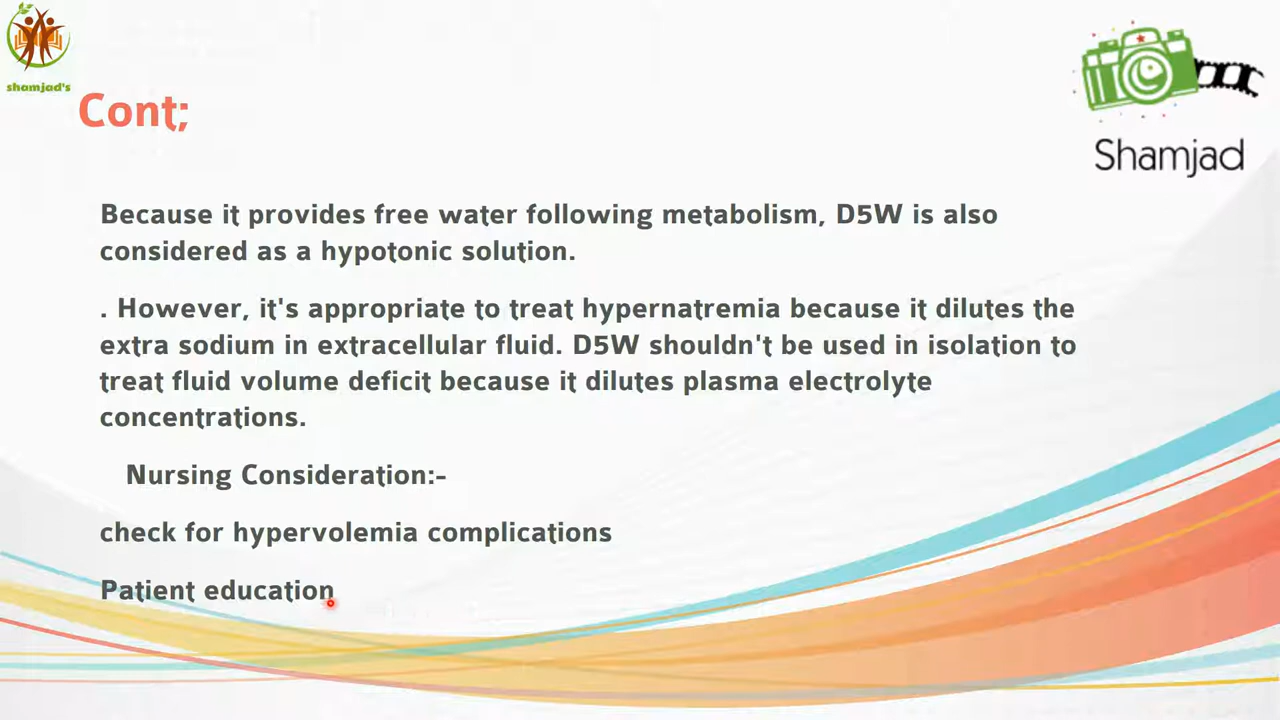 shamjad's
Cont;
Shamjad
Because it provides free water following metabolism, D5W is also
considered as a hypotonic solution.
. However, it's appropriate to treat hypernatremia because it dilutes the
extra sodium in extracellular fluid. D5W shouldn't be used in isolation to
treat fluid volume deficit because it dilutes plasma electrolyte
concentrations.
Nursing Consideration:-
check for hypervolemia complications
Patient education